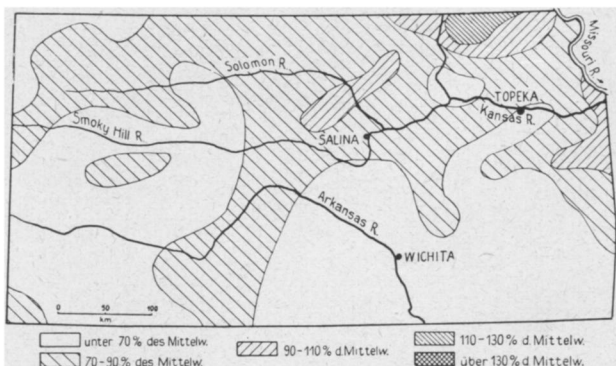 Missouri R.
Solomon R.
TOPEKA
Kansas R.
Smoky Hill R.
SALINA
Arkansas R.
WICHITA
0 50 100
km
unter 70% des Mittelw.
70-90% des Mittelw.
90-110% d. Mittelw.
110-130% d. Mittelw.
über 130% d. Mittelw.